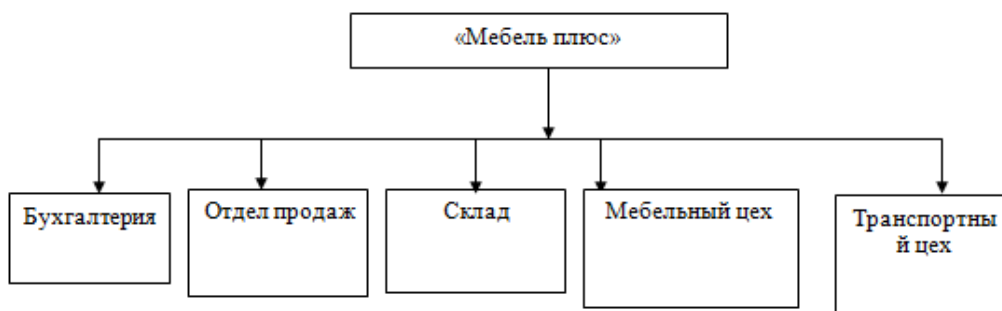 «Мебель плюс»
Бухгалтерия
Отдел продаж
Склад
Мебельный цех
Транспортны
й цех